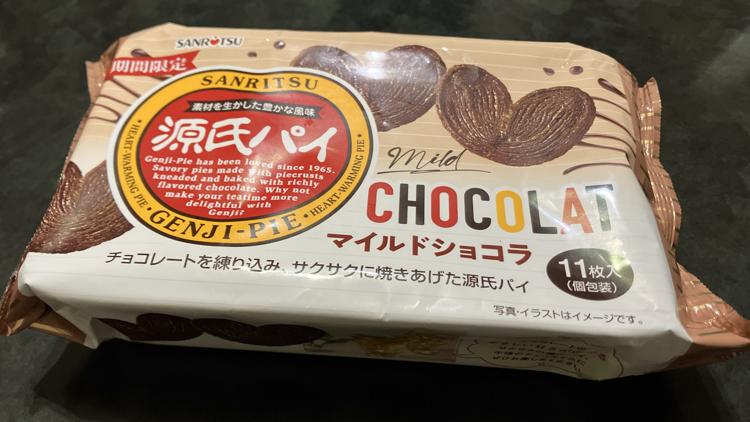 SANRITSU
期間限定
SANRITSU
素材を生かした豊かな風味
源氏パイ
Genji-Pie has been loved since 1965.
Savory pies made with piecrusts
kneaded and baked with richly
flavored chocolate. Why not
make your teatime more
delightful with
Genji?
HEART-WARMING PIE
GENJI-PIE
HEART-WARMING PIE
Mild
CHOCOLAT
マイルドショコラ
チョコレートを練り込み、サクサクに焼きあげた源氏パイ
11枚入
(個包装)
写真・イラストはイメージです。